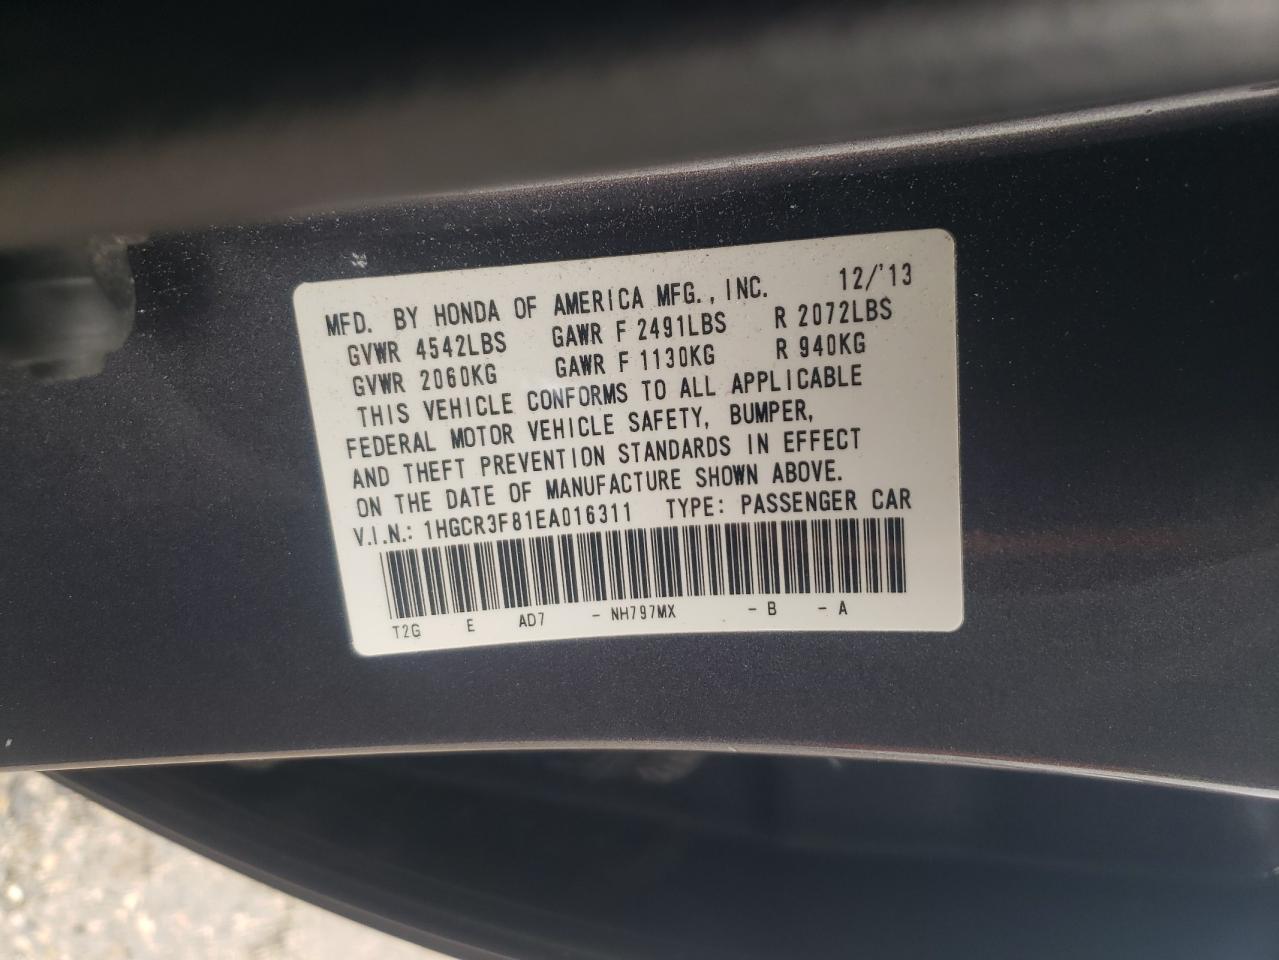 MFD. BY HONDA OF AMERICA MFG., INC. 12/'13
GVWR 4542LBS GAWR F 2491LBS R 2072LBS
GVWR 2060KG GAWR F 1130KG R 940KG
THIS VEHICLE CONFORMS TO ALL APPLICABLE
FEDERAL MOTOR VEHICLE SAFETY, BUMPER,
AND THEFT PREVENTION STANDARDS IN EFFECT
ON THE DATE OF MANUFACTURE SHOWN ABOVE.
V.I.N.: 1HGCR3F81EA016311 TYPE: PASSENGER CAR
T2G E AD7 - NH797MX - B - A